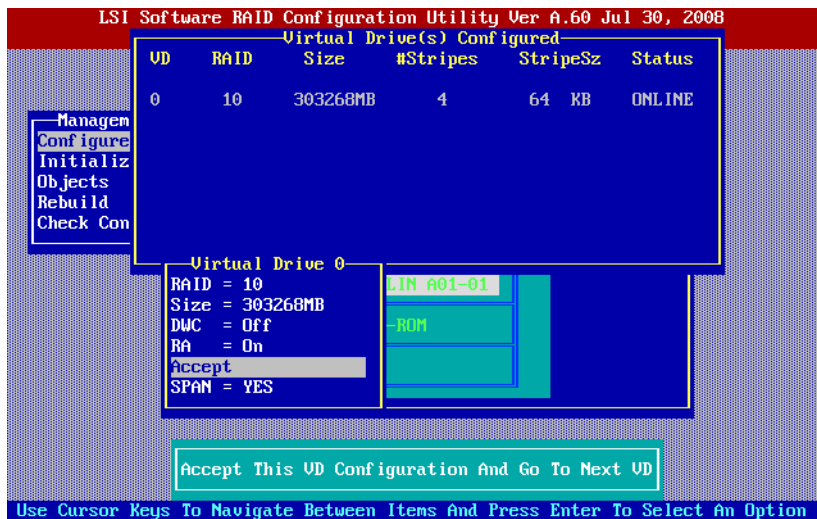 LSI Software RAID Configuration Utility Ver A.60 Jul 30, 2008
Virtual Drive(s) Configured
VD RAID Size #Stripes StripeSz Status
0 10 303268MB 4 64 KB ONLINE
Managem
Configure
Initializ
Objects
Rebuild
Check Con
Virtual Drive 0
RAID = 10
Size = 303268MB
DWC = Off
RA = On
Accept
SPAN = YES
LIN A01-01
-ROM
Accept This VD Configuration And Go To Next VD
Use Cursor Keys To Navigate Between Items And Press Enter To Select An Option